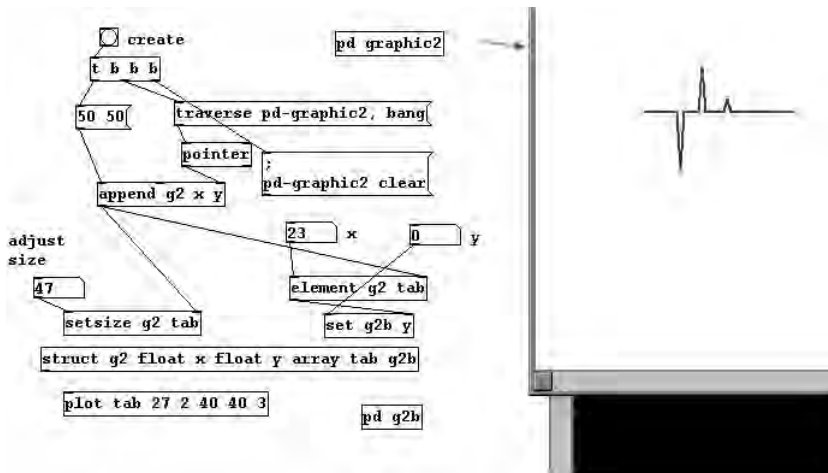 create
pd graphic2
t b b b
50 50
traverse pd-graphic2, bang
pointer
;
pd-graphic2 clear
append g2 x y
23 x
0 y
adjust
size
47
element g2 tab
setsize g2 tab
set g2b y
struct g2 float x float y array tab g2b
plot tab 27 2 40 40 3
pd g2b